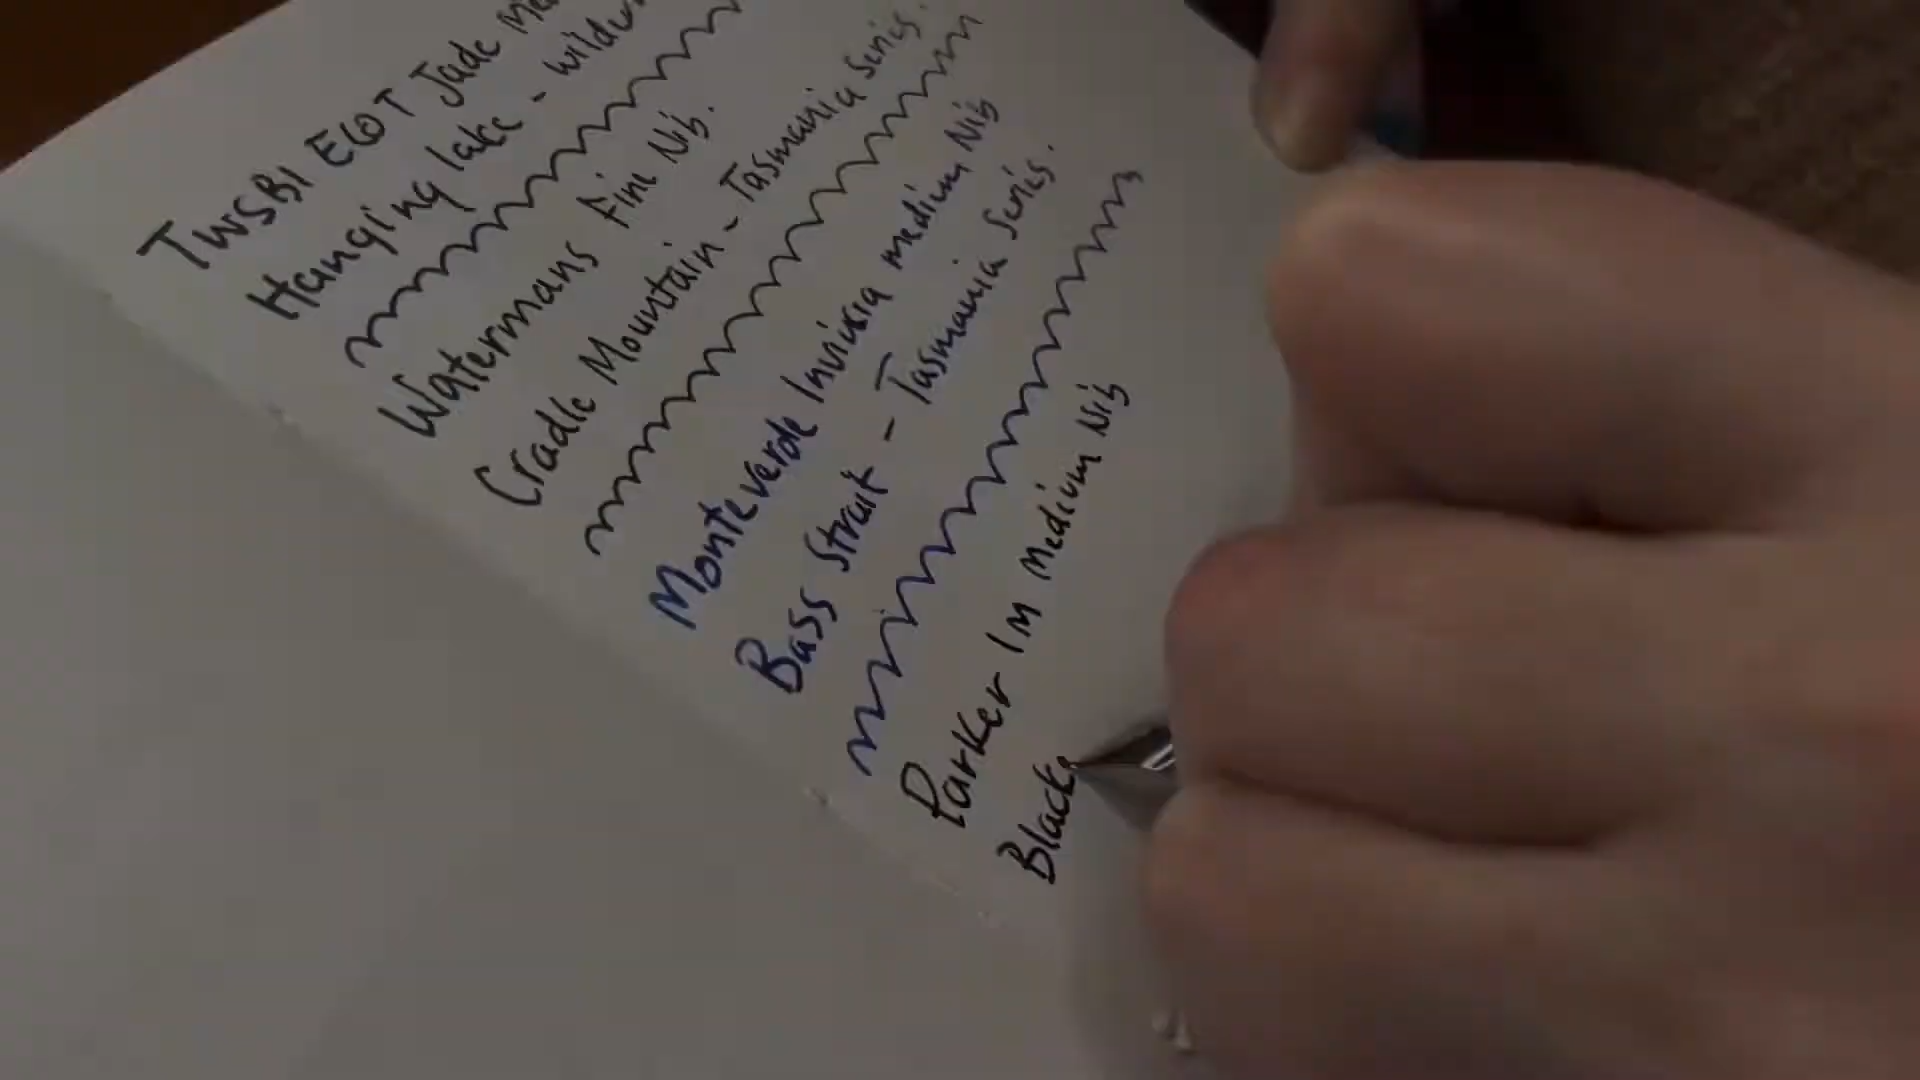 TWSBI ECOT Jade
Hanging lake -
Watermans Fine Nib.
Cradle Mountain - Tasmania Series.
Monteverde Invincia medium Nib
Bass Strait - Tasmania Series.
Parker IM Medium Nib
Black